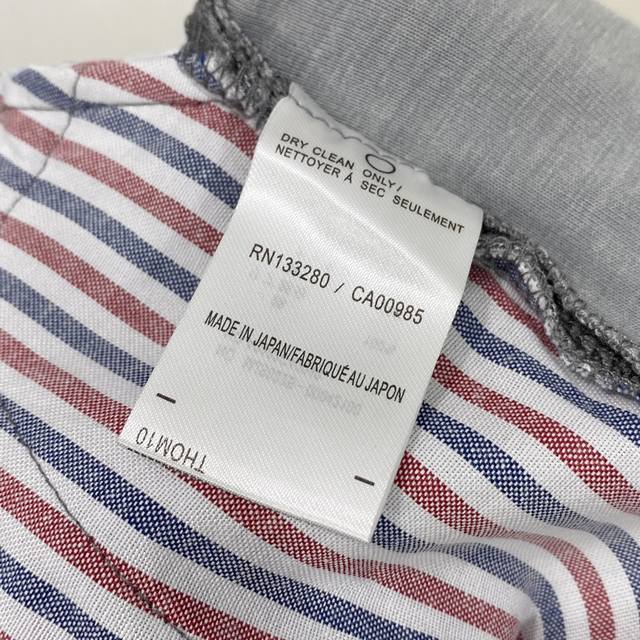 DRY CLEAN ONLY/
NETTOYER À SEC SEULEMENT
RN133280 / CA00985
MADE IN JAPAN/FABRIQUÉ AU JAPON
THOM10